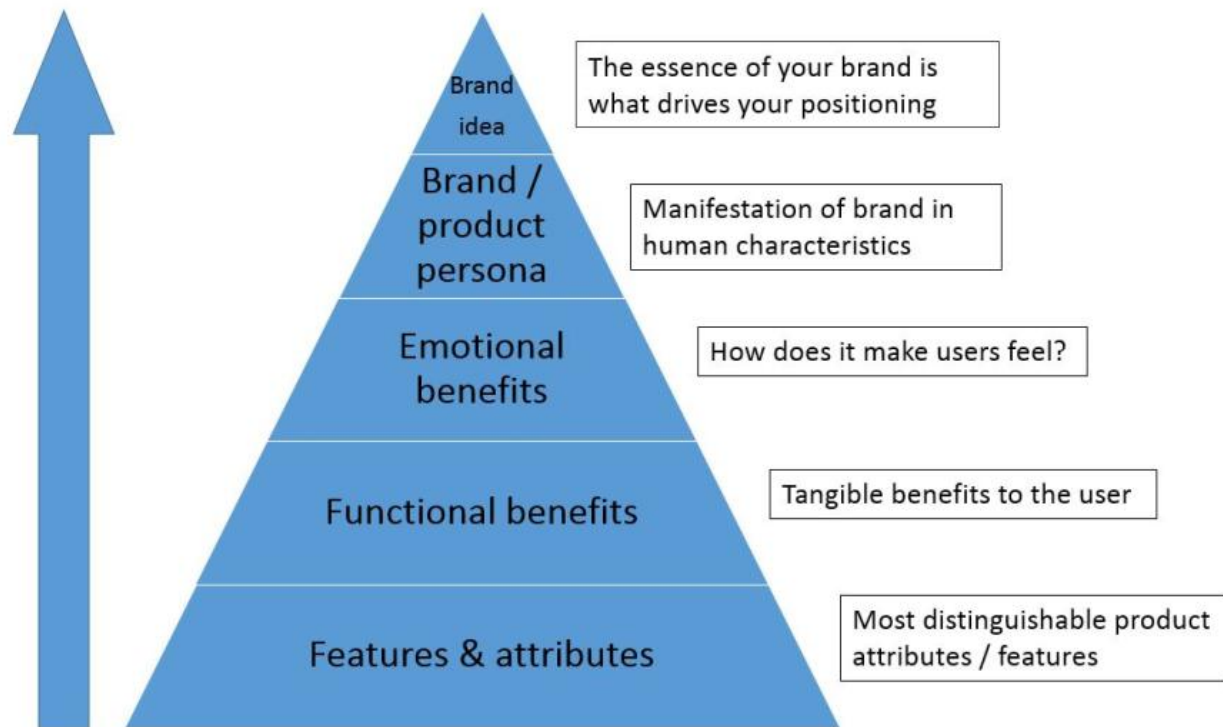 Brand
idea
The essence of your brand is
what drives your positioning
Brand /
product
persona
Manifestation of brand in
human characteristics
Emotional
benefits
How does it make users feel?
Functional benefits
Tangible benefits to the user
Features & attributes
Most distinguishable product
attributes / features